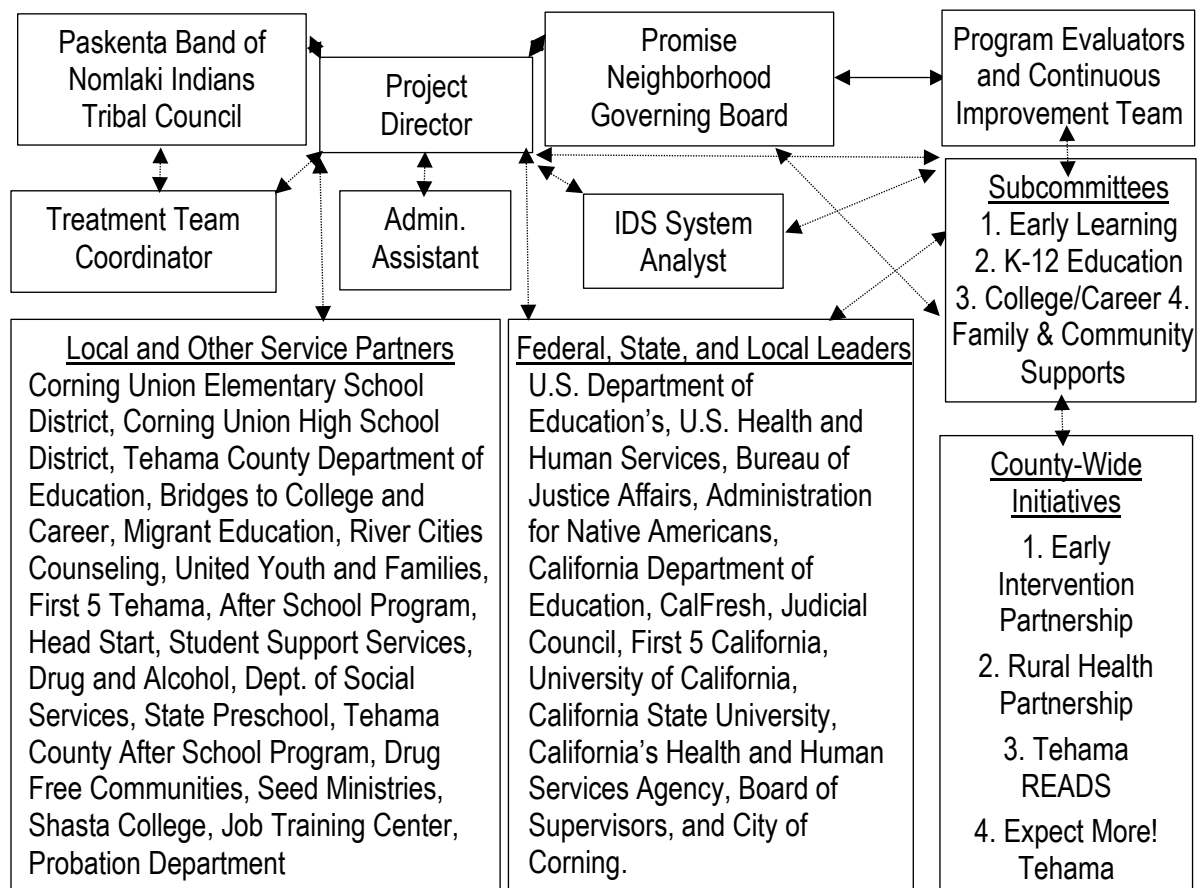 Paskenta Band of
Nomlaki Indians
Tribal Council
Project
Director
Promise
Neighborhood
Governing Board
Program Evaluators
and Continuous
Improvement Team
Treatment Team
Coordinator
Admin.
Assistant
IDS System
Analyst
Subcommittees
1. Early Learning
2. K-12 Education
3. College/Career 4.
Family & Community
Supports
Local and Other Service Partners
Corning Union Elementary School
District, Corning Union High School
District, Tehama County Department of
Education, Bridges to College and
Career, Migrant Education, River Cities
Counseling, United Youth and Families,
First 5 Tehama, After School Program,
Head Start, Student Support Services,
Drug and Alcohol, Dept. of Social
Services, State Preschool, Tehama
County After School Program, Drug
Free Communities, Seed Ministries,
Shasta College, Job Training Center,
Probation Department
Federal, State, and Local Leaders
U.S. Department of
Education’s, U.S. Health and
Human Services, Bureau of
Justice Affairs, Administration
for Native Americans,
California Department of
Education, CalFresh, Judicial
Council, First 5 California,
University of California,
California State University,
California’s Health and Human
Services Agency, Board of
Supervisors, and City of
Corning.
County-Wide
Initiatives
1. Early
Intervention
Partnership
2. Rural Health
Partnership
3. Tehama
READS
4. Expect More!
Tehama